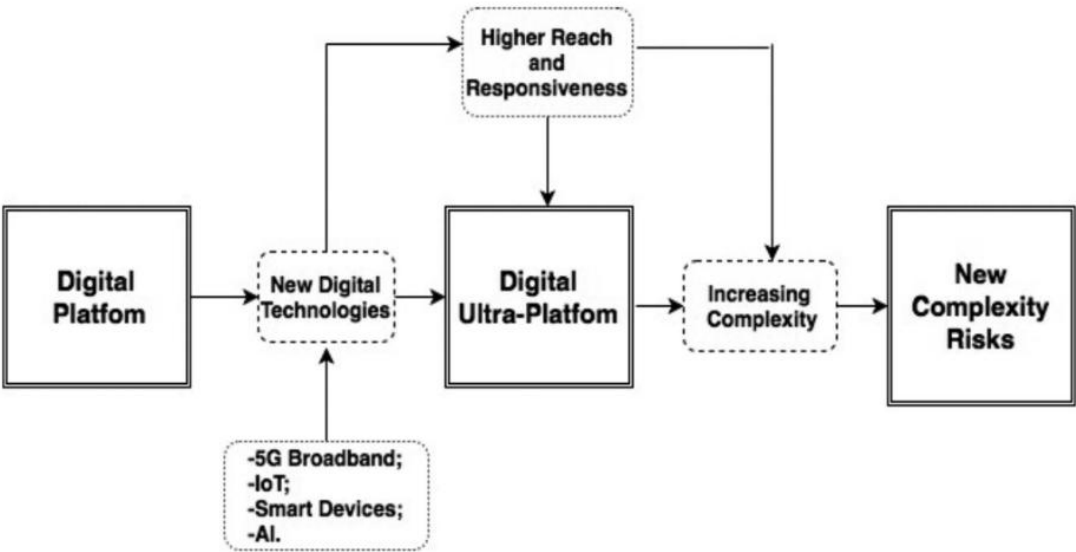 Higher Reach
and
Responsiveness
Digital
Platfom
New Digital
Technologies
Digital
Ultra-Platfom
Increasing
Complexity
New
Complexity
Risks
-5G Broadband;
-IoT;
-Smart Devices;
-AI.